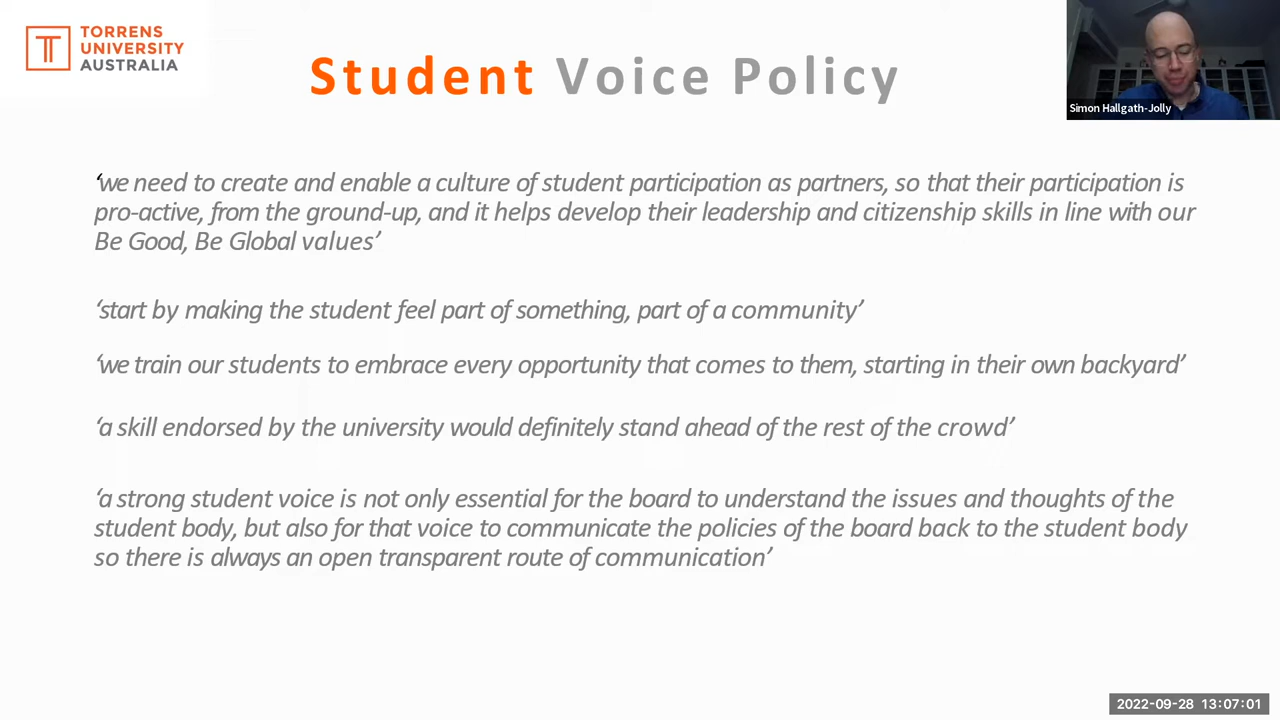 TORRENS
UNIVERSITY
AUSTRALIA
Student Voice Policy
Simon Hallgath-Jolly
‘we need to create and enable a culture of student participation as partners, so that their participation is
pro-active, from the ground-up, and it helps develop their leadership and citizenship skills in line with our
Be Good, Be Global values’
‘start by making the student feel part of something, part of a community’
‘we train our students to embrace every opportunity that comes to them, starting in their own backyard’
‘a skill endorsed by the university would definitely stand ahead of the rest of the crowd’
‘a strong student voice is not only essential for the board to understand the issues and thoughts of the
student body, but also for that voice to communicate the policies of the board back to the student body
so there is always an open transparent route of communication’
2022-09-28 13:07:01